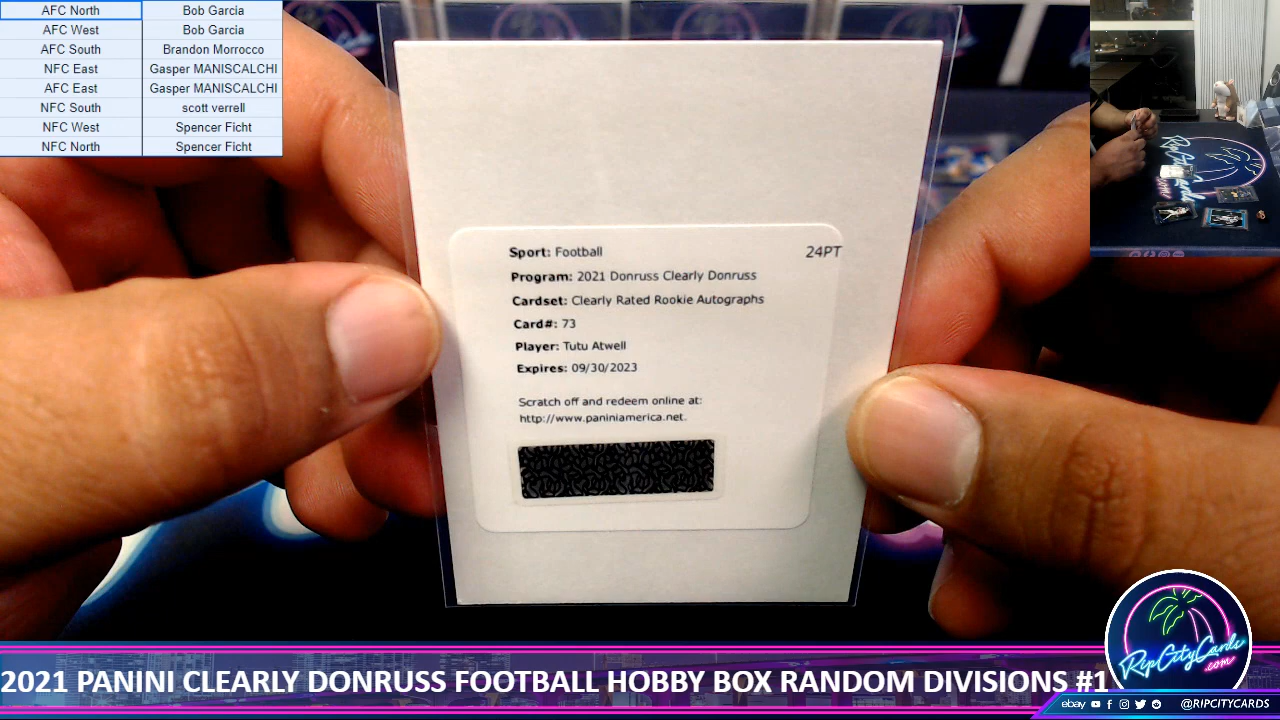 AFC North Bob Garcia
AFC West Bob Garcia
AFC South Brandon Morrocco
NFC East Gasper MANISCALCHI
AFC East Gasper MANISCALCHI
NFC South scott verrell
NFC West Spencer Ficht
NFC North Spencer Ficht
Sport: Football 24PT
Program: 2021 Donruss Clearly Donruss
Cardset: Clearly Rated Rookie Autographs
Card#: 73
Player: Tutu Atwell
Expires: 09/30/2023
Scratch off and redeem online at:
http://www.paniniamerica.net.
RipCityCards
RipCityCards
.com
2021 PANINI CLEARLY DONRUSS FOOTBALL HOBBY BOX RANDOM DIVISIONS #1
ebay @RIPCITYCARDS